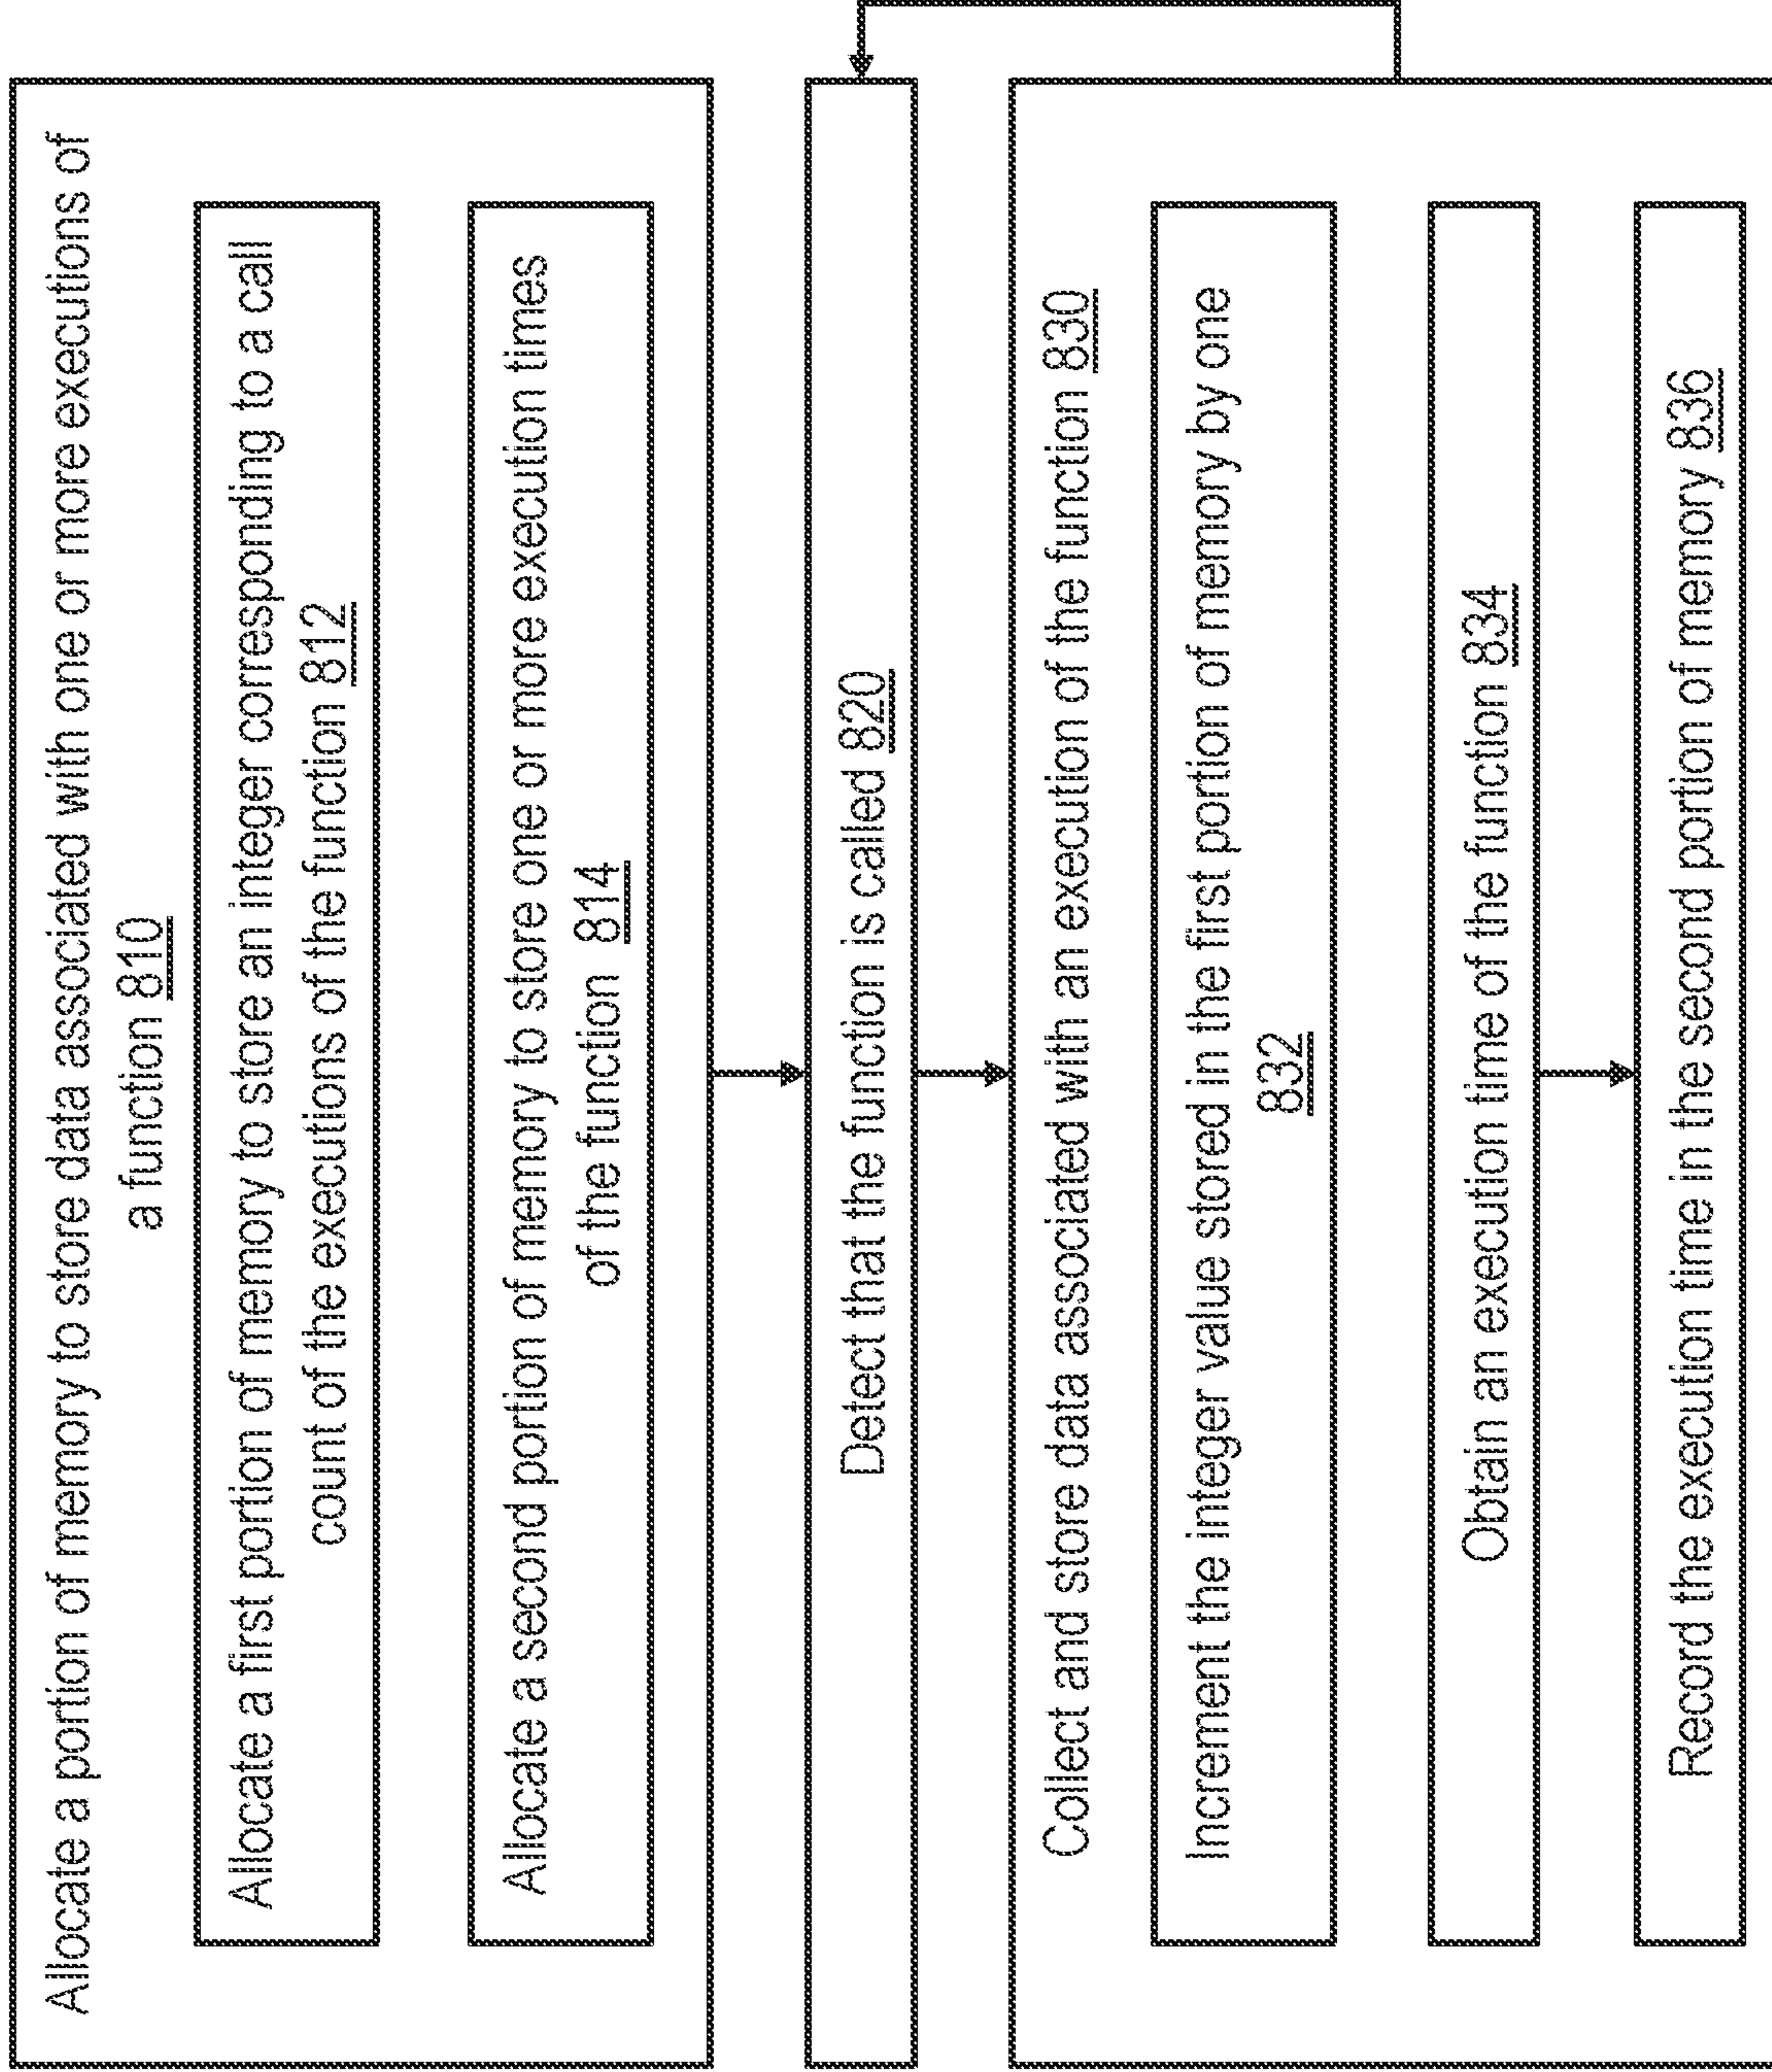 Allocate a portion of memory to store data associated with one or more executions of
a function 810
Allocate a first portion of memory to store an integer corresponding to a call
count of the executions of the function 812
Allocate a second portion of memory to store one or more execution times
of the function 814
Detect that the function is called 820
Collect and store data associated with an execution of the function 830
Increment the integer value stored in the first portion of memory by one
832
Obtain an execution time of the function 834
Record the execution time in the second portion of memory 836